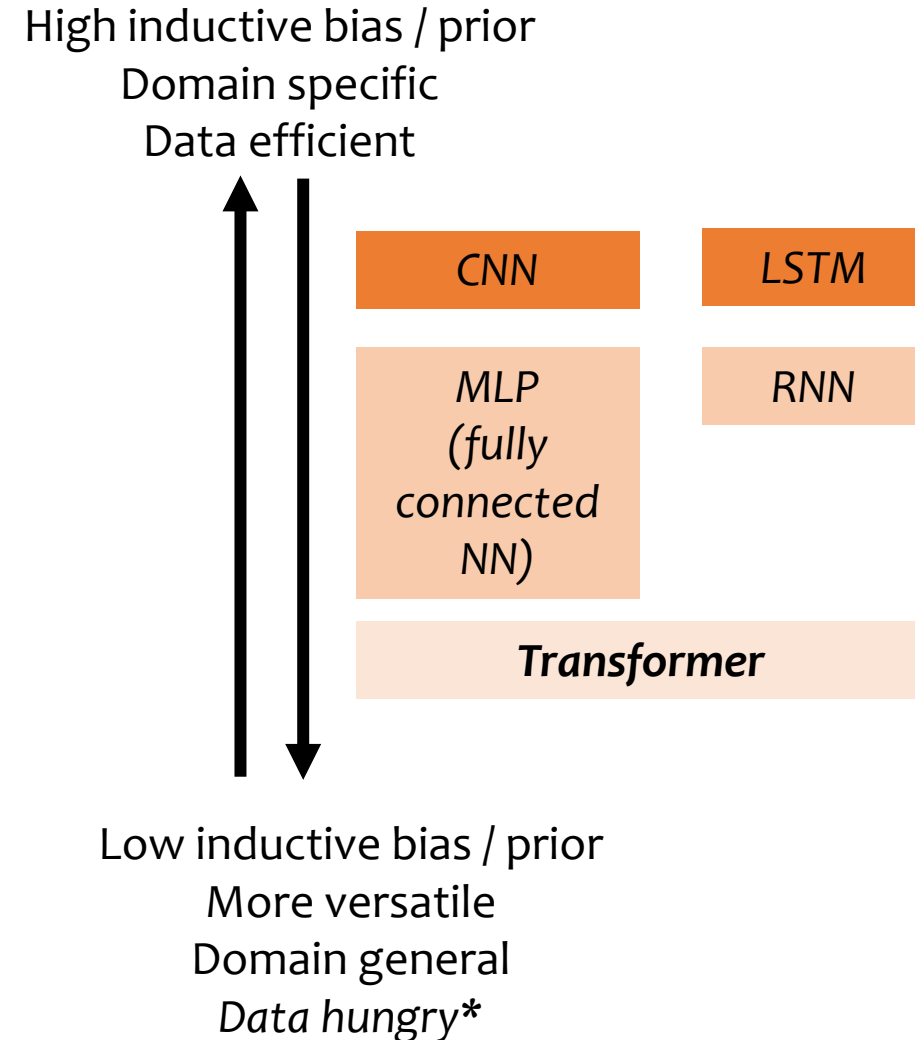 High inductive bias / prior
Domain specific
Data efficient
CNN
LSTM
MLP
(fully
connected
NN)
RNN
Transformer
Low inductive bias / prior
More versatile
Domain general
Data hungry*